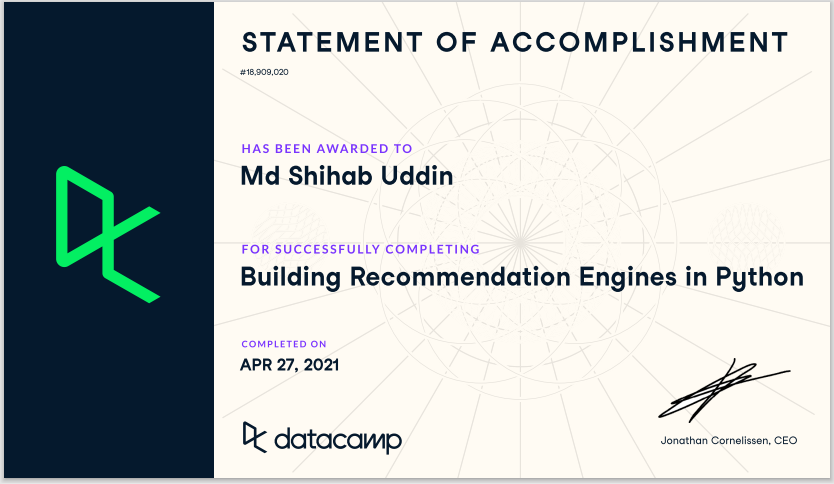 STATEMENT OF ACCOMPLISHMENT
#18,909,020
HAS BEEN AWARDED TO
Md Shihab Uddin
FOR SUCCESSFULLY COMPLETING
Building Recommendation Engines in Python
COMPLETED ON
APR 27, 2021
datacamp
Jonathan Cornelissen, CEO